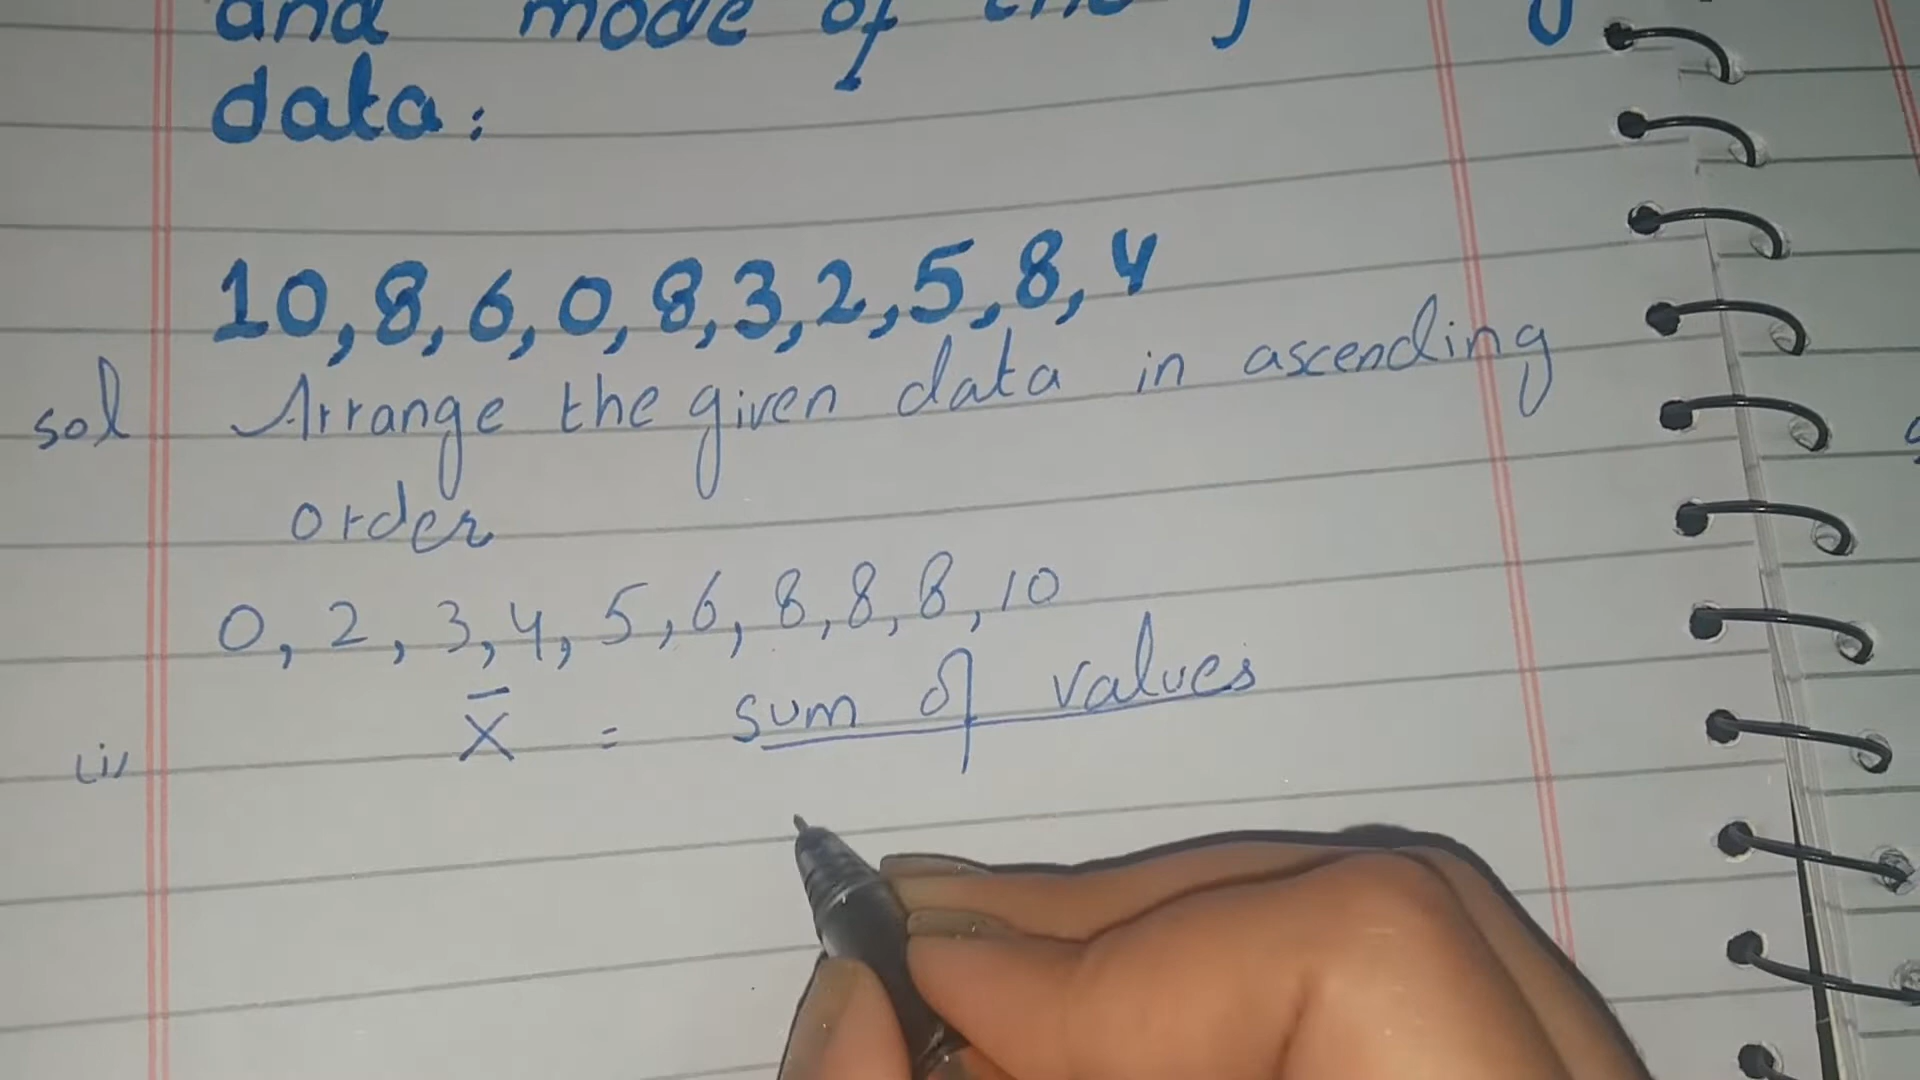 and mode of
data:
10,8,6,0,8,3,2,5,8,4
sol Arrange the given data in ascending
order
0, 2, 3, 4, 5, 6, 8, 8, 8, 10
(i) X̄ = sum of values